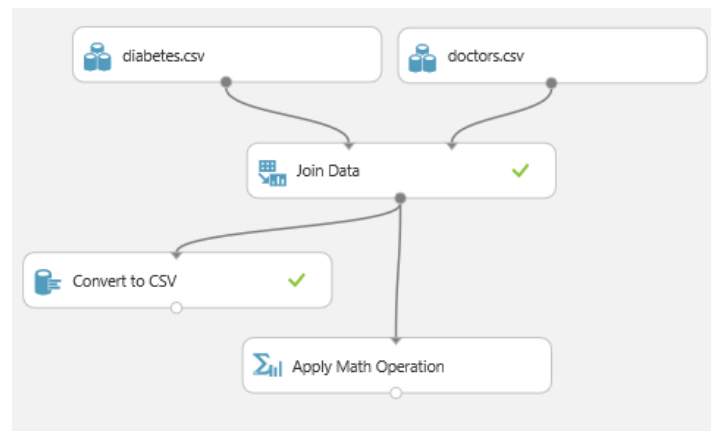 diabetes.csv
doctors.csv
Join Data
Convert to CSV
Apply Math Operation